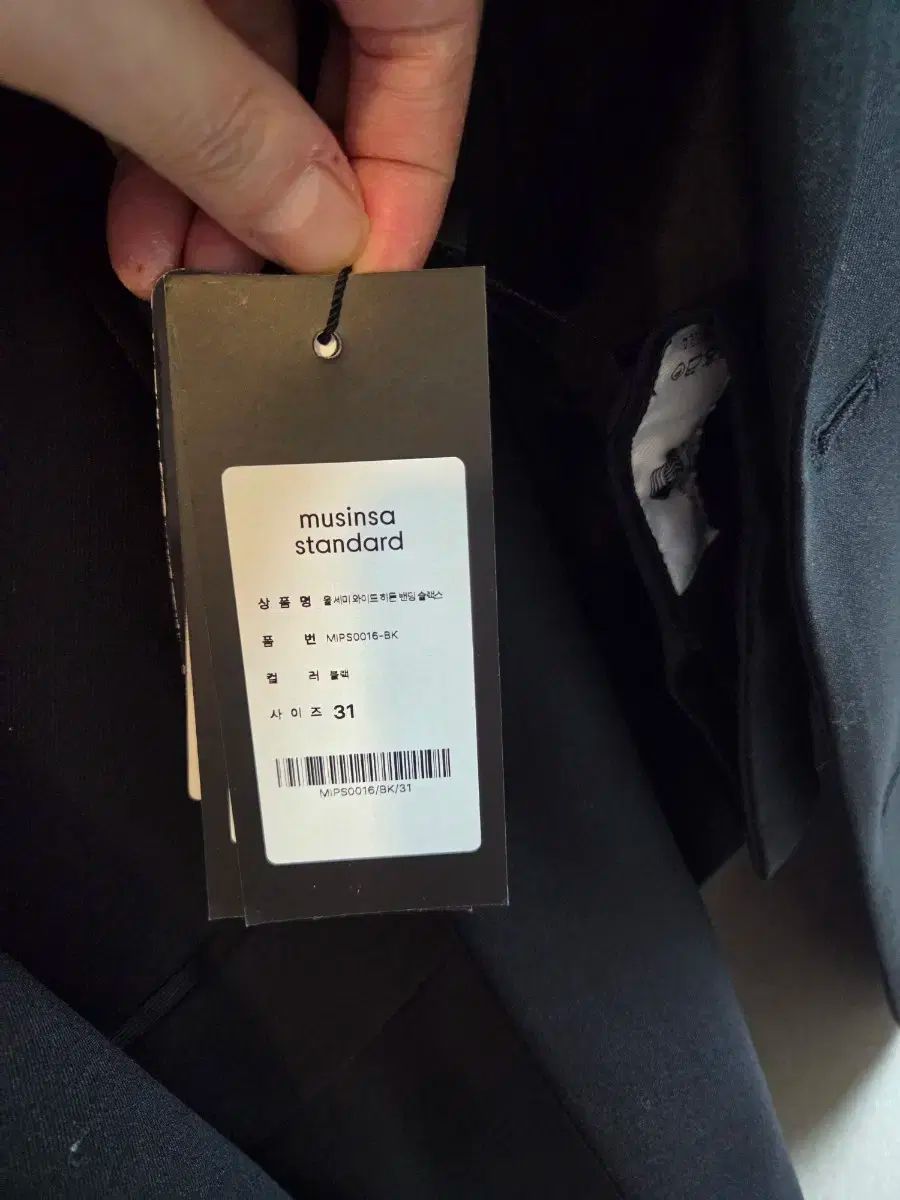 musinsa
standard
상 품 명 울 세미 와이드 히든 밴딩 슬랙스
품 번 MIPS0016-BK
컬 러 블랙
사 이 즈 31
MIPS0016/BK/31